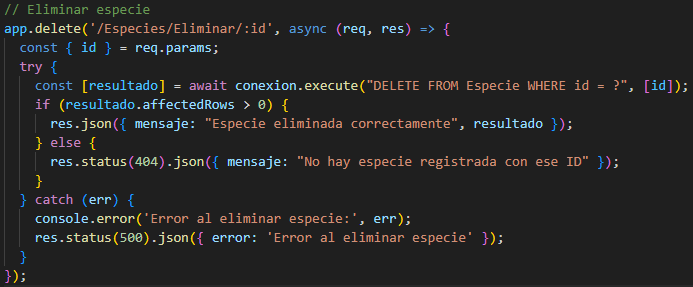 // Eliminar especie
app.delete('/Especies/Eliminar/:id', async (req, res) => {
  const { id } = req.params;
  try {
    const [resultado] = await conexion.execute("DELETE FROM Especie WHERE id = ?", [id]);
    if (resultado.affectedRows > 0) {
      res.json({ mensaje: "Especie eliminada correctamente", resultado });
    } else {
      res.status(404).json({ mensaje: "No hay especie registrada con ese ID" });
    }
  } catch (err) {
    console.error('Error al eliminar especie:', err);
    res.status(500).json({ error: 'Error al eliminar especie' });
  }
});